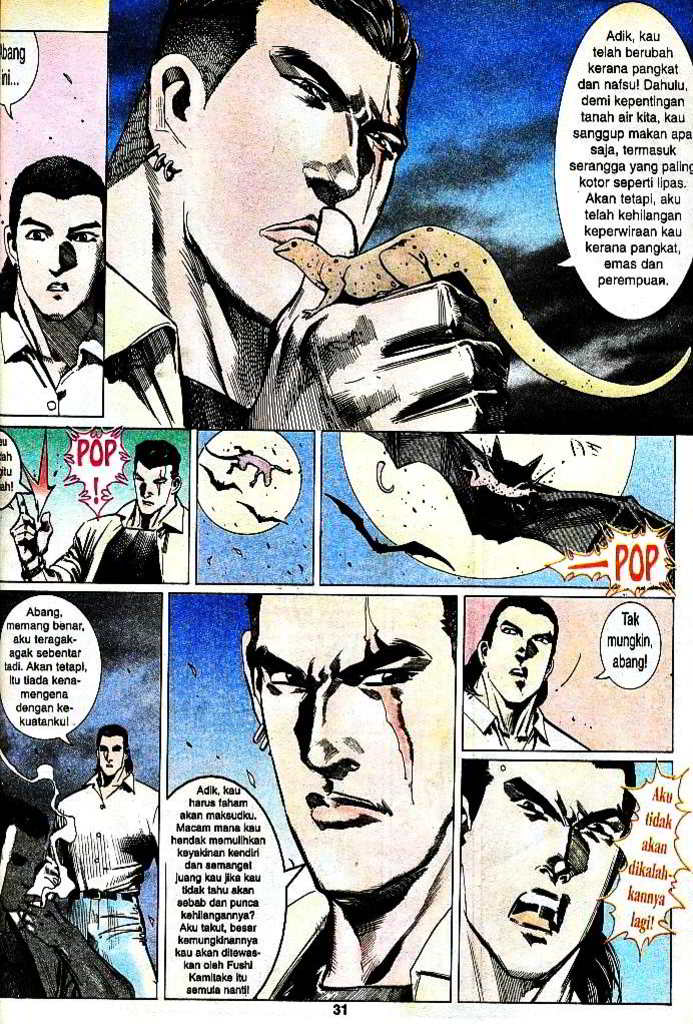 Abang
ini...
Adik, kau
telah berubah
kerana pangkat
dan nafsu! Dahulu,
demi kepentingan
tanah air kita, kau
sanggup makan apa
saja, termasuk
serangga yang paling
kotor seperti lipas.
Akan tetapi, aku
telah kehilangan
keperwiraan kau
kerana pangkat,
emas dan
perempuan.
POP
!
POP
Abang,
memang benar,
aku teragak-
agak sebentar
tadi. Akan tetapi,
itu tiada kena-
mengena
dengan ke-
kuatanku!
Adik, kau
harus faham
akan maksudku.
Macam mana kau
hendak memulihkan
keyakinan kendiri
dan semangat
juang kau jika kau
tidak tahu akan
sebab dan punca
kehilangannya?
Aku takut, besar
kemungkinannya
kau akan ditewas-
kan oleh Fushi
Kamitake itu
semula nanti!
Tak
mungkin,
abang!
Aku
tidak
akan
dikalah-
kannya
lagi!
31